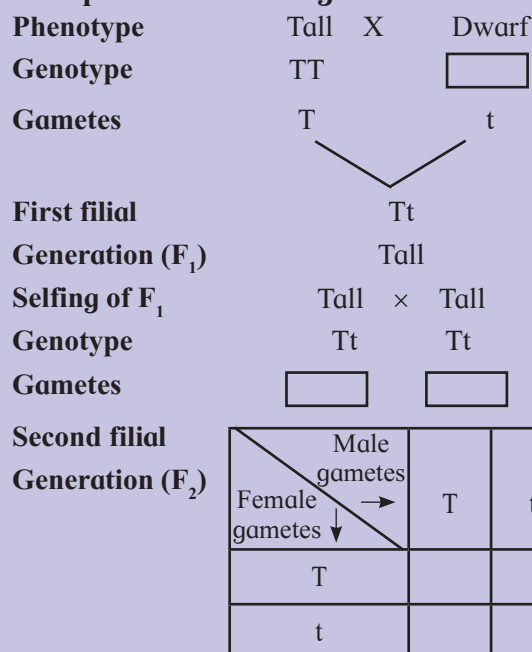 Phenotype Tall X Dwarf
Genotype TT
Gametes T t
First filial Tt
Generation (F₁) Tall
Selfing of F₁ Tall × Tall
Genotype Tt Tt
Gametes
Second filial
Generation (F₂)
Male
gametes
Female
gametes
T t
T
t